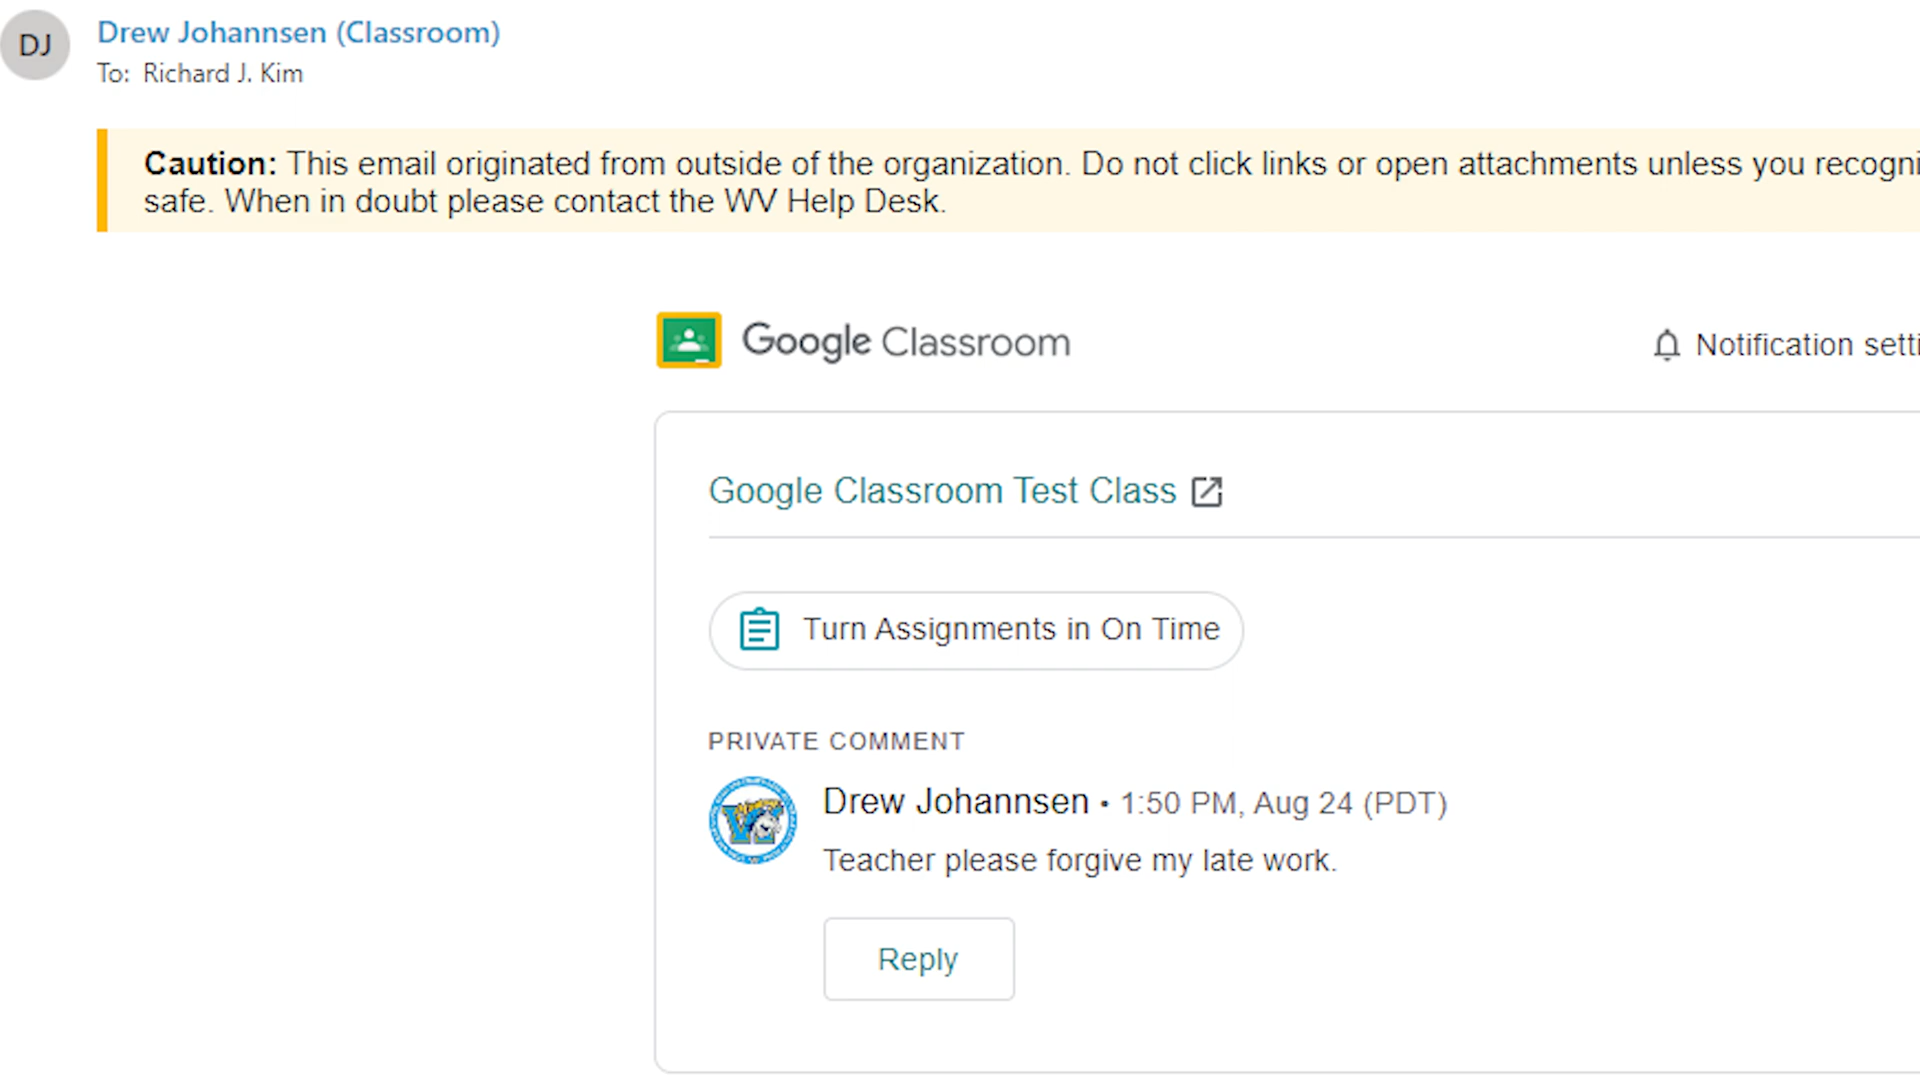 DJ
Drew Johannsen (Classroom)
To: Richard J. Kim
Caution: This email originated from outside of the organization. Do not click links or open attachments unless you recogni
safe. When in doubt please contact the WV Help Desk.
Google Classroom
Notification setti
Google Classroom Test Class
Turn Assignments in On Time
PRIVATE COMMENT
Drew Johannsen • 1:50 PM, Aug 24 (PDT)
Teacher please forgive my late work.
Reply